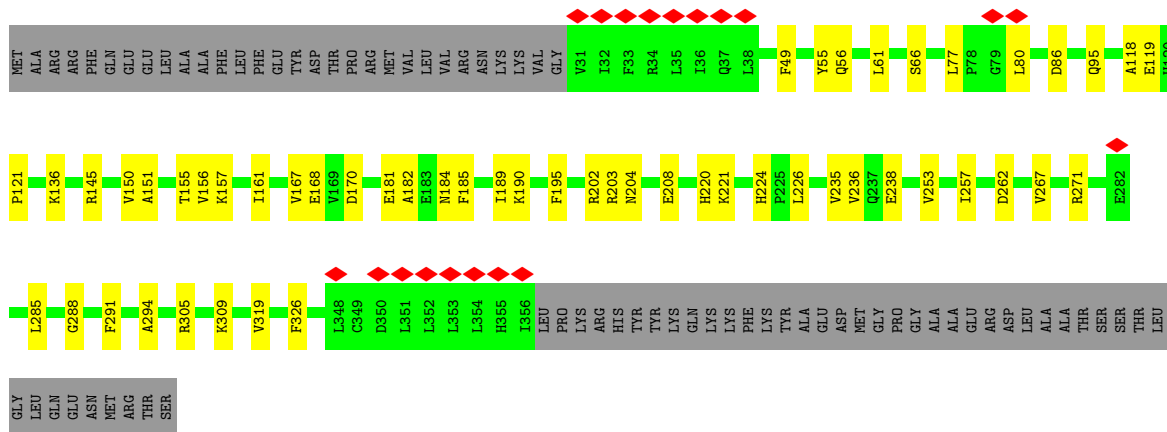 MET ALA ARG ARG PHE GLN GLU GLU LEU ALA ALA PHE LEU PHE GLU TYR ASP THR PRO ARG MET VAL LEU VAL ARG ASN LYS LYS VAL GLY V31 I32 F33 R34 L35 I36 Q37 L38 F49 Y55 Q56 L61 S66 L77 P78 G79 L80 D86 Q95 A118 E119
P121 K136 R145 V150 A151 T155 V156 K157 I161 V167 E168 V169 D170 E181 A182 E183 N184 F185 I189 K190 F195 R202 R203 N204 E208 H220 K221 H224 P225 L226 V235 V236 Q237 E238 V253 I257 D262 V267 R271 E282
L285 G288 F291 A294 R305 K309 V319 F326 L348 C349 D350 L351 L352 L353 L354 H355 I356 LEU PRO LYS ARG HIS TYR TYR LYS GLN LYS LYS PHE LYS TYR ALA GLU ASP MET GLY PRO GLY ALA ALA GLU ARG ASP LEU ALA ALA THR SER SER THR LEU
GLY LEU GLN GLU ASN MET ARG THR SER